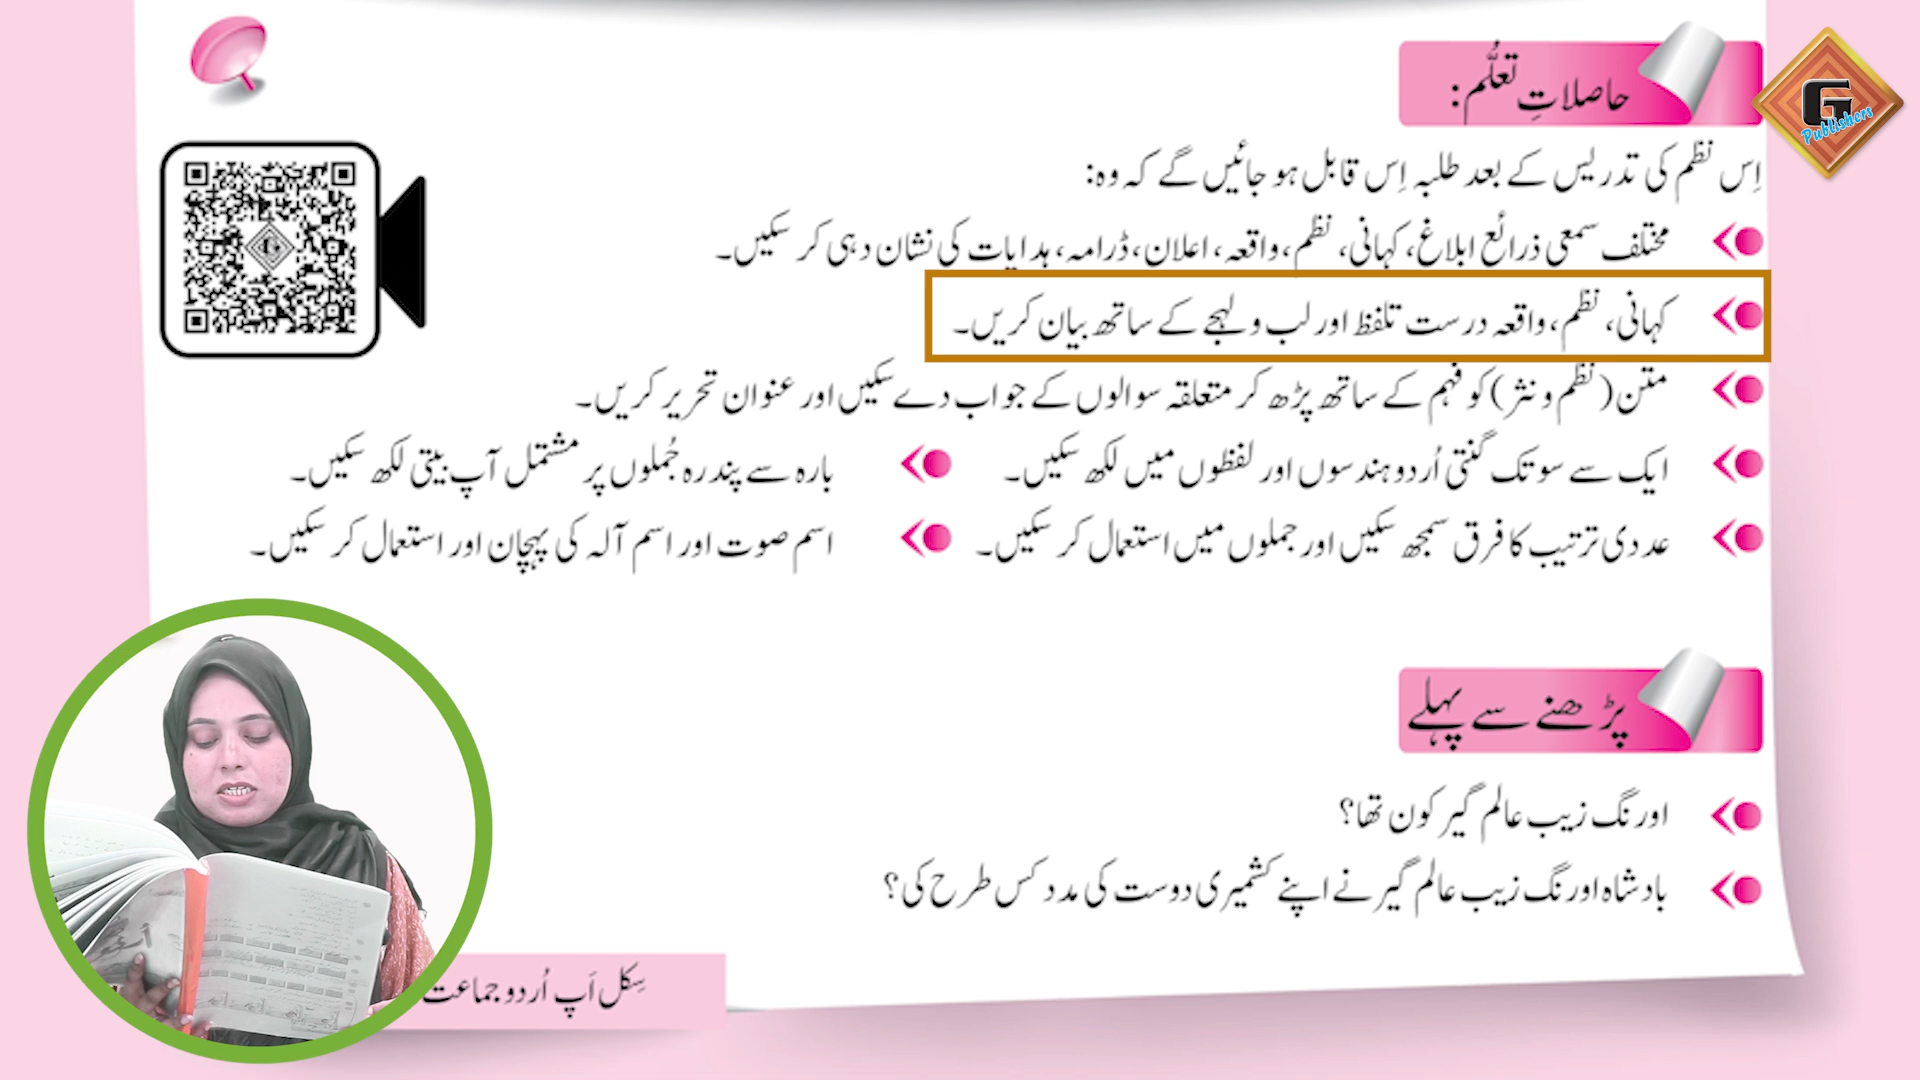 حاصلاتِ تعلّم:
G
Publishers
اِس نظم کی تدریس کے بعد طلبہ اِس قابل ہو جائیں گے کہ وہ:
مختلف سمعی ذرائع ابلاغ، کہانی، نظم، واقعہ، اعلان، ڈرامہ، ہدایات کی نشان دہی کر سکیں۔
کہانی، نظم، واقعہ درست تلفظ اور لب و لہجے کے ساتھ بیان کریں۔
متن (نظم و نثر) کو فہم کے ساتھ پڑھ کر متعلقہ سوالوں کے جواب دے سکیں اور عنوان تحریر کریں۔
ایک سے سو تک گنتی اُردو ہندسوں اور لفظوں میں لکھ سکیں۔
بارہ سے پندرہ جُملوں پر مشتمل آپ بیتی لکھ سکیں۔
عددی ترتیب کا فرق سمجھ سکیں اور جملوں میں استعمال کر سکیں۔
اسم صوت اور اسم آلہ کی پہچان اور استعمال کر سکیں۔
پڑھنے سے پہلے
اورنگ زیب عالم گیر کون تھا؟
بادشاہ اورنگ زیب عالم گیر نے اپنے کشمیری دوست کی مدد کس طرح کی؟
سِکل اَپ اُردو جماعت